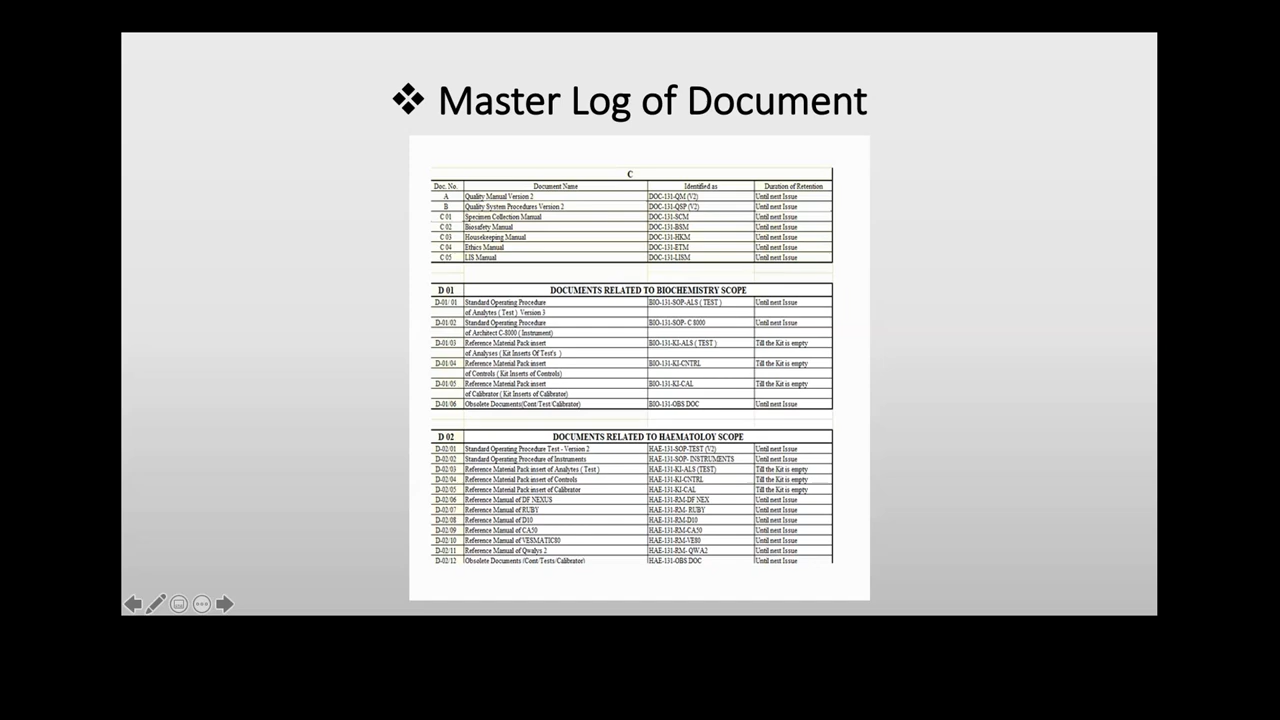 ❖ Master Log of Document
C
Doc. No. Document Name Identified as Duration of Retention
A Quality Manual Version 2 DOC-131-QM (V2) Until next Issue
B Quality System Procedures Version 2 DOC-131-QSP (V2) Until next Issue
C 01 Specimen Collection Manual DOC-131-SCM Until next Issue
C 02 Biosafety Manual DOC-131-BSM Until next Issue
C 03 Housekeeping Manual DOC-131-HKM Until next Issue
C 04 Ethics Manual DOC-131-ETM Until next Issue
C 05 LIS Manual DOC-131-LISM Until next Issue
D 01 DOCUMENTS RELATED TO BIOCHEMISTRY SCOPE
D-01/ 01 Standard Operating Procedure BIO-131-SOP-ALS ( TEST ) Until next Issue
of Analytes ( Test ) Version 3
D-01/02 Standard Operating Procedure BIO-131-SOP- C 8000 Until next Issue
of Architect C-8000 ( Instrument)
D-01/03 Reference Material Pack insert BIO-131-KI-ALS ( TEST ) Till the Kit is empty
of Analyses ( Kit Inserts Of Test's )
D-01/04 Reference Material Pack insert BIO-131-KI-CNTRL Till the Kit is empty
of Controls ( Kit Inserts of Controls)
D-01/05 Reference Material Pack insert BIO-131-KI-CAL Till the Kit is empty
of Calibrator ( Kit Inserts of Calibrator)
D-01/06 Obsolete Documents(Cont/Test/Calibrator) BIO-131-OBS DOC Until next Issue
D 02 DOCUMENTS RELATED TO HAEMATOLOY SCOPE
D-02/01 Standard Operating Procedure Test - Version 2 HAE-131-SOP-TEST (V2) Until next Issue
D-02/02 Standard Operating Procedure of Instruments HAE-131-SOP- INSTRUMENTS Until next Issue
D-02/03 Reference Material Pack insert of Analytes ( Test ) HAE-131-KI-ALS (TEST) Till the Kit is empty
D-02/04 Reference Material Pack insert of Controls HAE-131-KI-CNTRL Till the Kit is empty
D-02/05 Reference Material Pack insert of Calibrator HAE-131-KI-CAL Till the Kit is empty
D-02/06 Reference Manual of DF NEXUS HAE-131-RM-DF NEX Until next Issue
D-02/07 Reference Manual of RUBY HAE-131-RM- RUBY Until next Issue
D-02/08 Reference Manual of D10 HAE-131-RM-D10 Until next Issue
D-02/09 Reference Manual of CA50 HAE-131-RM-CA50 Until next Issue
D-02/10 Reference Manual of VESMATIC80 HAE-131-RM-VE80 Until next Issue
D-02/11 Reference Manual of Qwalys 2 HAE-131-RM- QWA2 Until next Issue
D-02/12 Obsolete Documents (Cont/Tests/Calibrator) HAE-131-OBS DOC Until next Issue